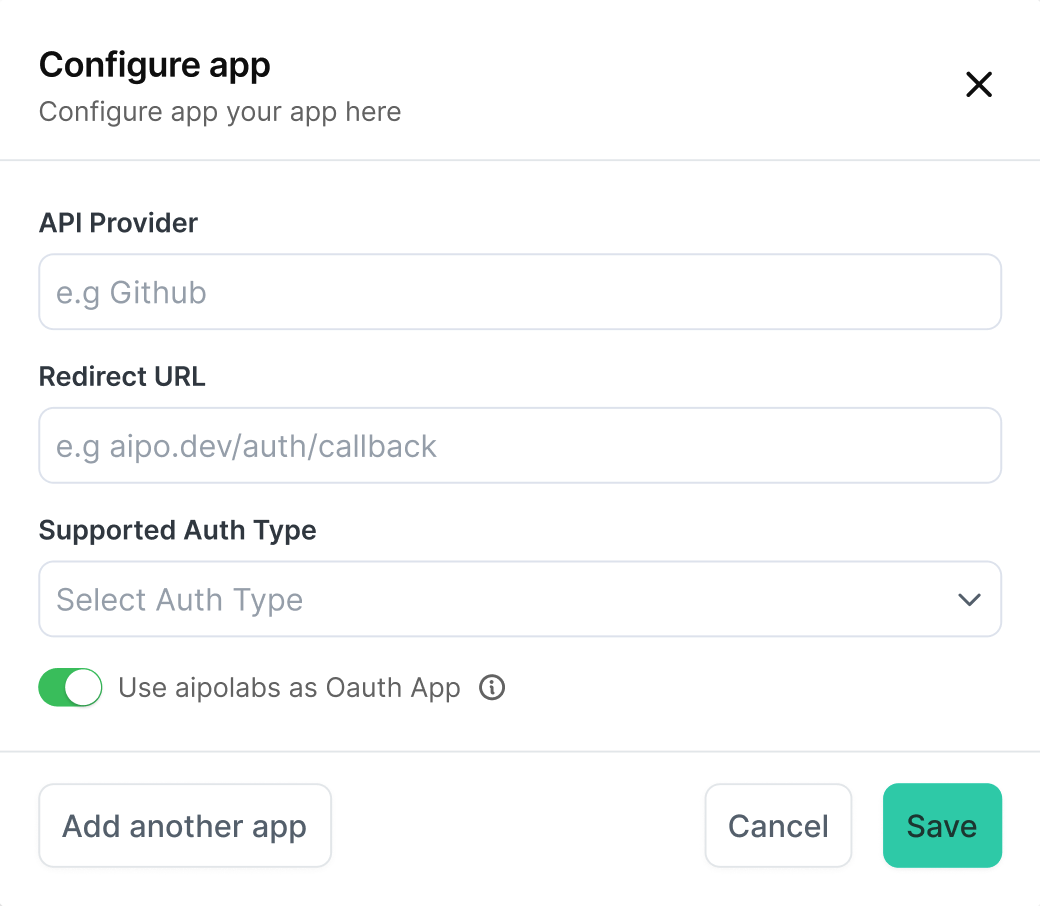 Configure app
Configure app your app here
API Provider
e.g Github
Redirect URL
e.g aipo.dev/auth/callback
Supported Auth Type
Select Auth Type
Use aipolabs as Oauth App
Add another app
Cancel
Save